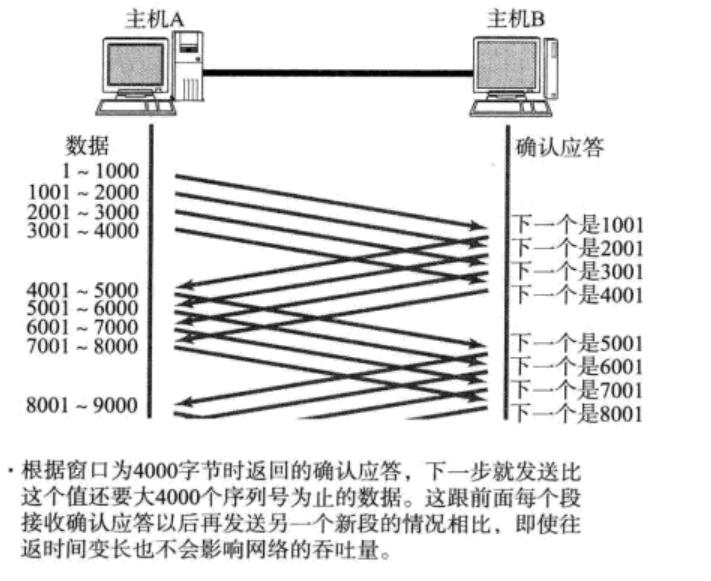 主机A
主机B
数据
确认应答
1 ~ 1000
1001 ~ 2000
2001 ~ 3000
3001 ~ 4000
下一个是1001
下一个是2001
下一个是3001
下一个是4001
4001 ~ 5000
5001 ~ 6000
6001 ~ 7000
7001 ~ 8000
下一个是5001
下一个是6001
下一个是7001
下一个是8001
8001 ~ 9000
·根据窗口为4000字节时返回的确认应答，下一步就发送比
这个值还要大4000个序列号为止的数据。这跟前面每个段
接收确认应答以后再发送另一个新段的情况相比，即使往
返时间变长也不会影响网络的吞吐量。